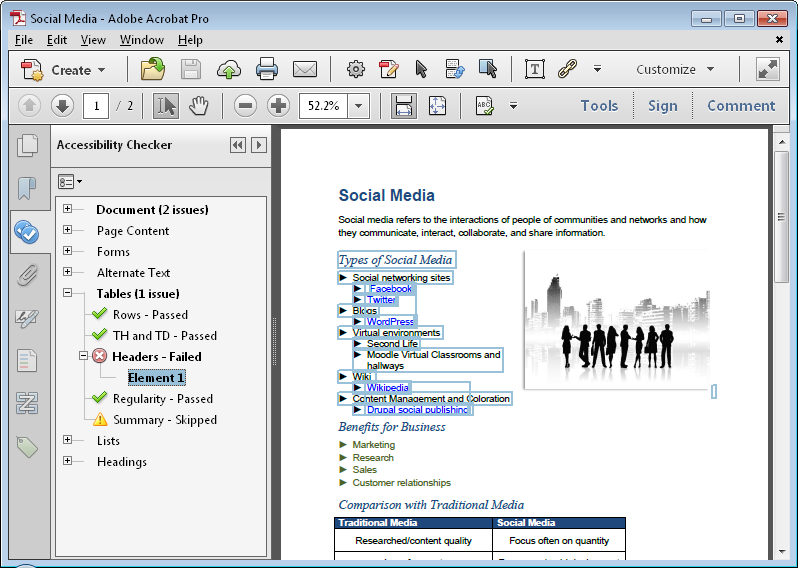 Social Media - Adobe Acrobat Pro
File Edit View Window Help
Create Customize
1 / 2 52.2% Tools Sign Comment
Accessibility Checker
Document (2 issues)
Page Content
Forms
Alternate Text
Tables (1 issue)
Rows - Passed
TH and TD - Passed
Headers - Failed
Element 1
Regularity - Passed
Summary - Skipped
Lists
Headings
Social Media
Social media refers to the interactions of people of communities and networks and how
they communicate, interact, collaborate, and share information.
Types of Social Media
Social networking sites
Facebook
Twitter
Blogs
WordPress
Virtual environments
Second Life
Moodle Virtual Classrooms and
hallways
Wiki
Wikipedia
Content Management and Coloration
Drupal social publishing
Benefits for Business
Marketing
Research
Sales
Customer relationships
Comparison with Traditional Media
Traditional Media Social Media
Researched/content quality Focus often on quantity